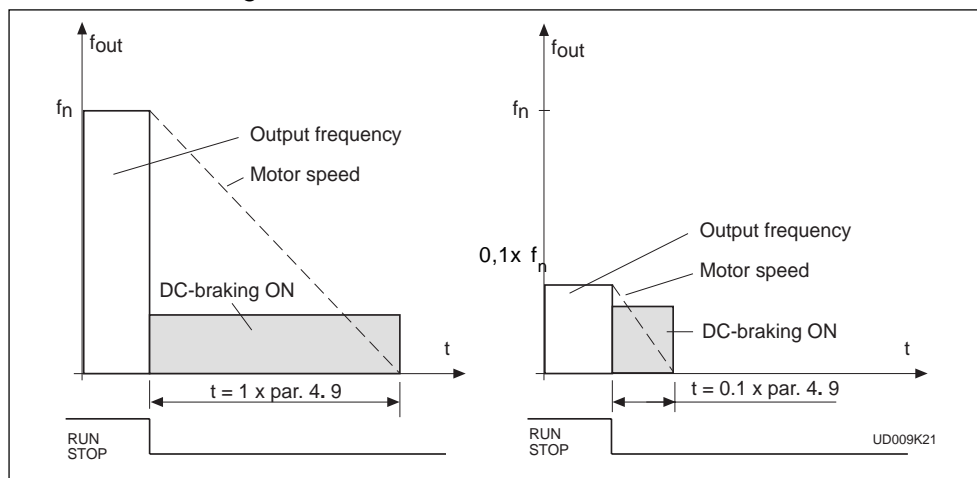 fout
fn
Output frequency
Motor speed
DC-braking ON
t
t = 1 x par. 4. 9
RUN
STOP
fout
fn
Output frequency
0,1x fn
Motor speed
DC-braking ON
t
t = 0.1 x par. 4. 9
RUN
STOP
UD009K21